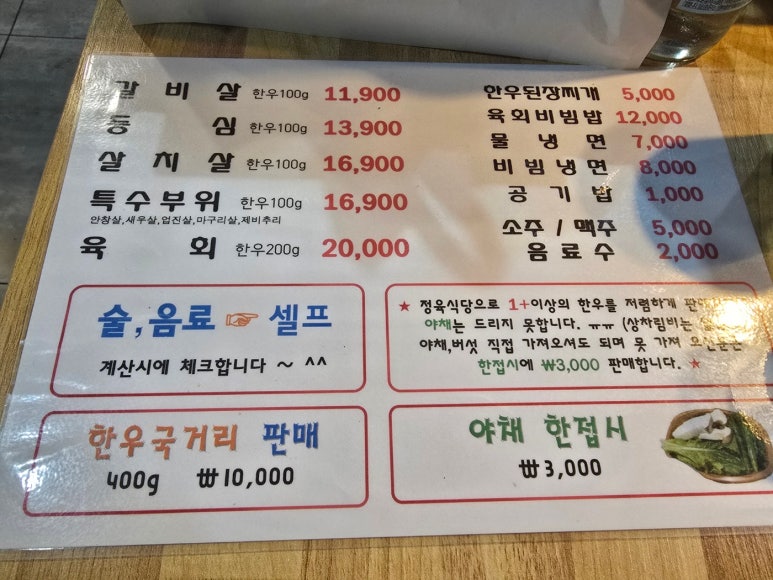 갈비살 한우100g 11,900
등심 한우100g 13,900
살치살 한우100g 16,900
특수부위 한우100g 16,900
안창살,새우살,업진살,마구리살,제비추리
육회 한우200g 20,000
한우된장찌개 5,000
육회비빔밥 12,000
물냉면 7,000
비빔냉면 8,000
공기밥 1,000
소주 / 맥주 5,000
음료수 2,000
술,음료 ☞ 셀프
계산시에 체크합니다 ~ ^^
★ 정육식당으로 1+이상의 한우를 저렴하게
야채는 드리지 못합니다. ㅠㅠ (상차림비는
야채,버섯 직접 가져오셔도 되며 못 가져
한접시에 ₩3,000 판매합니다. ★
한우국거리 판매
400g ₩10,000
야채 한접시
₩3,000